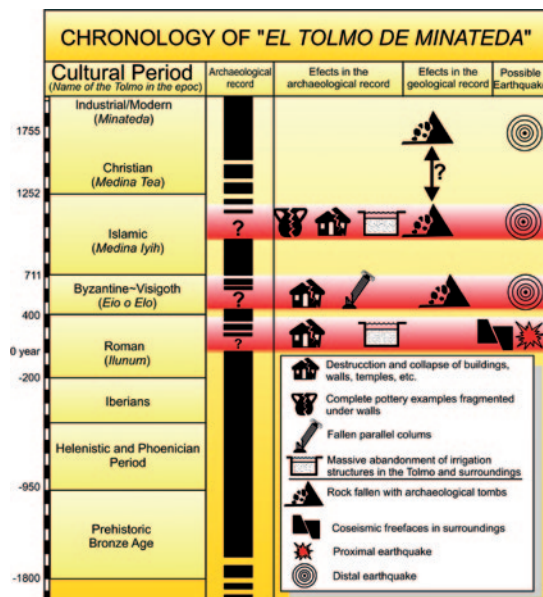 CHRONOLOGY OF "EL TOLMO DE MINATEDA"
Cultural Period
(Name of the Tolmo in the epoc)
Archaeological
record
Efects in the
archaeological record
Efects in the
geological record
Possible
Earthquake
Industrial/Modern
(Minateda)
1755
Christian
(Medina Tea)
?
1252
Islamic
(Medina Iyih)
?
711
Byzantine~Visigoth
(Eio o Elo)
?
400
0 year
Roman
(Ilunum)
?
-200
Iberians
Helenistic and Phoenician
Period
-950
Prehistoric
Bronze Age
-1800
Destrucction and collapse of buildings,
walls, temples, etc.
Complete pottery examples fragmented
under walls
Fallen parallel colums
Massive abandonment of irrigation
structures in the Tolmo and surroundings
Rock fallen with archaeological tombs
Coseismic freefaces in surroundings
Proximal earthquake
Distal earthquake